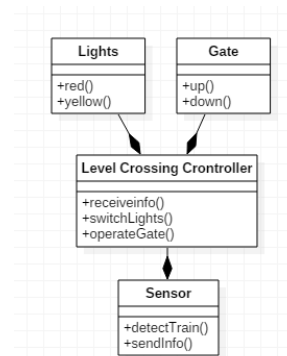 Lights
+red()
+yellow()
Gate
+up()
+down()
Level Crossing Crontroller
+receiveinfo()
+switchLights()
+operateGate()
Sensor
+detectTrain()
+sendInfo()